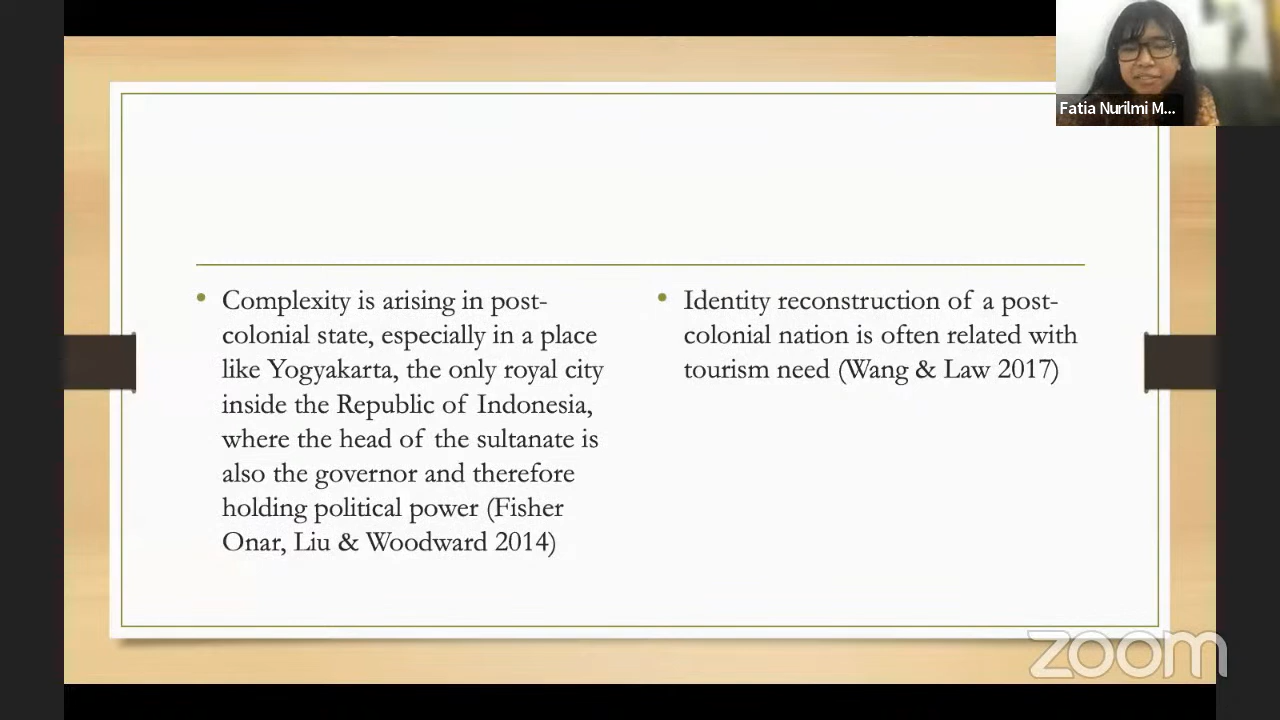 Fatia Nurilmi M...
• Complexity is arising in post-
colonial state, especially in a place
like Yogyakarta, the only royal city
inside the Republic of Indonesia,
where the head of the sultanate is
also the governor and therefore
holding political power (Fisher
Onar, Liu & Woodward 2014)
• Identity reconstruction of a post-
colonial nation is often related with
tourism need (Wang & Law 2017)
zoom